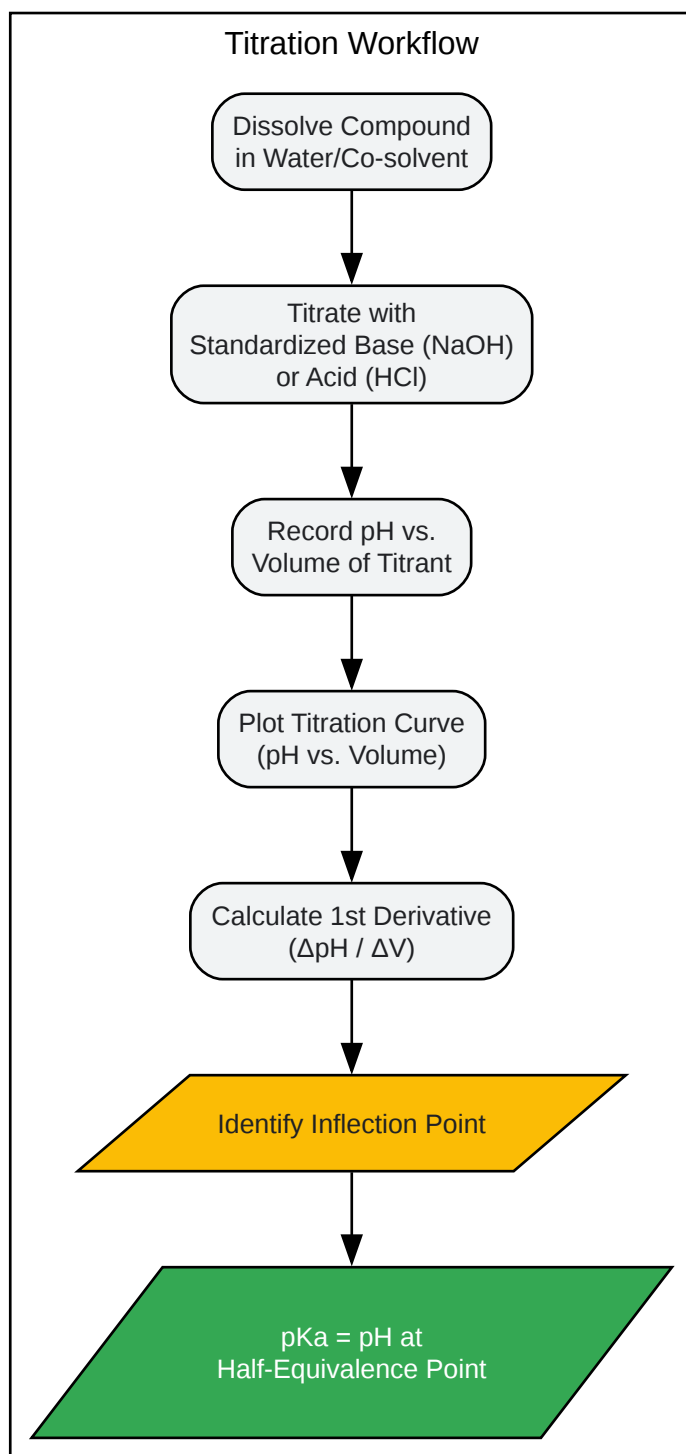 Titration Workflow
Dissolve Compound
in Water/Co-solvent
Titrate with
Standardized Base (NaOH)
or Acid (HCl)
Record pH vs.
Volume of Titrant
Plot Titration Curve
(pH vs. Volume)
Calculate 1st Derivative
(ΔpH / ΔV)
Identify Inflection Point
pKa = pH at
Half-Equivalence Point